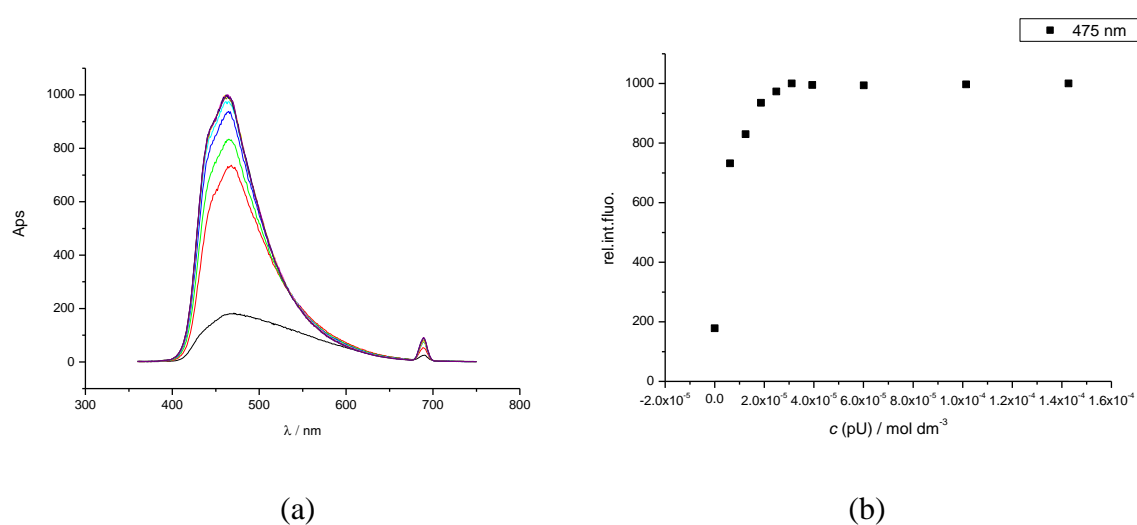 1000
800
600
400
200
0
Aps
300 400 500 600 700 800
λ / nm
(a)
■ 475 nm
1000
800
600
400
200
0
rel.int.fluo.
-2.0x10⁻⁵ 0.0 2.0x10⁻⁵ 4.0x10⁻⁵ 6.0x10⁻⁵ 8.0x10⁻⁵ 1.0x10⁻⁴ 1.2x10⁻⁴ 1.4x10⁻⁴ 1.6x10⁻⁴
c (pU) / mol dm⁻³
(b)